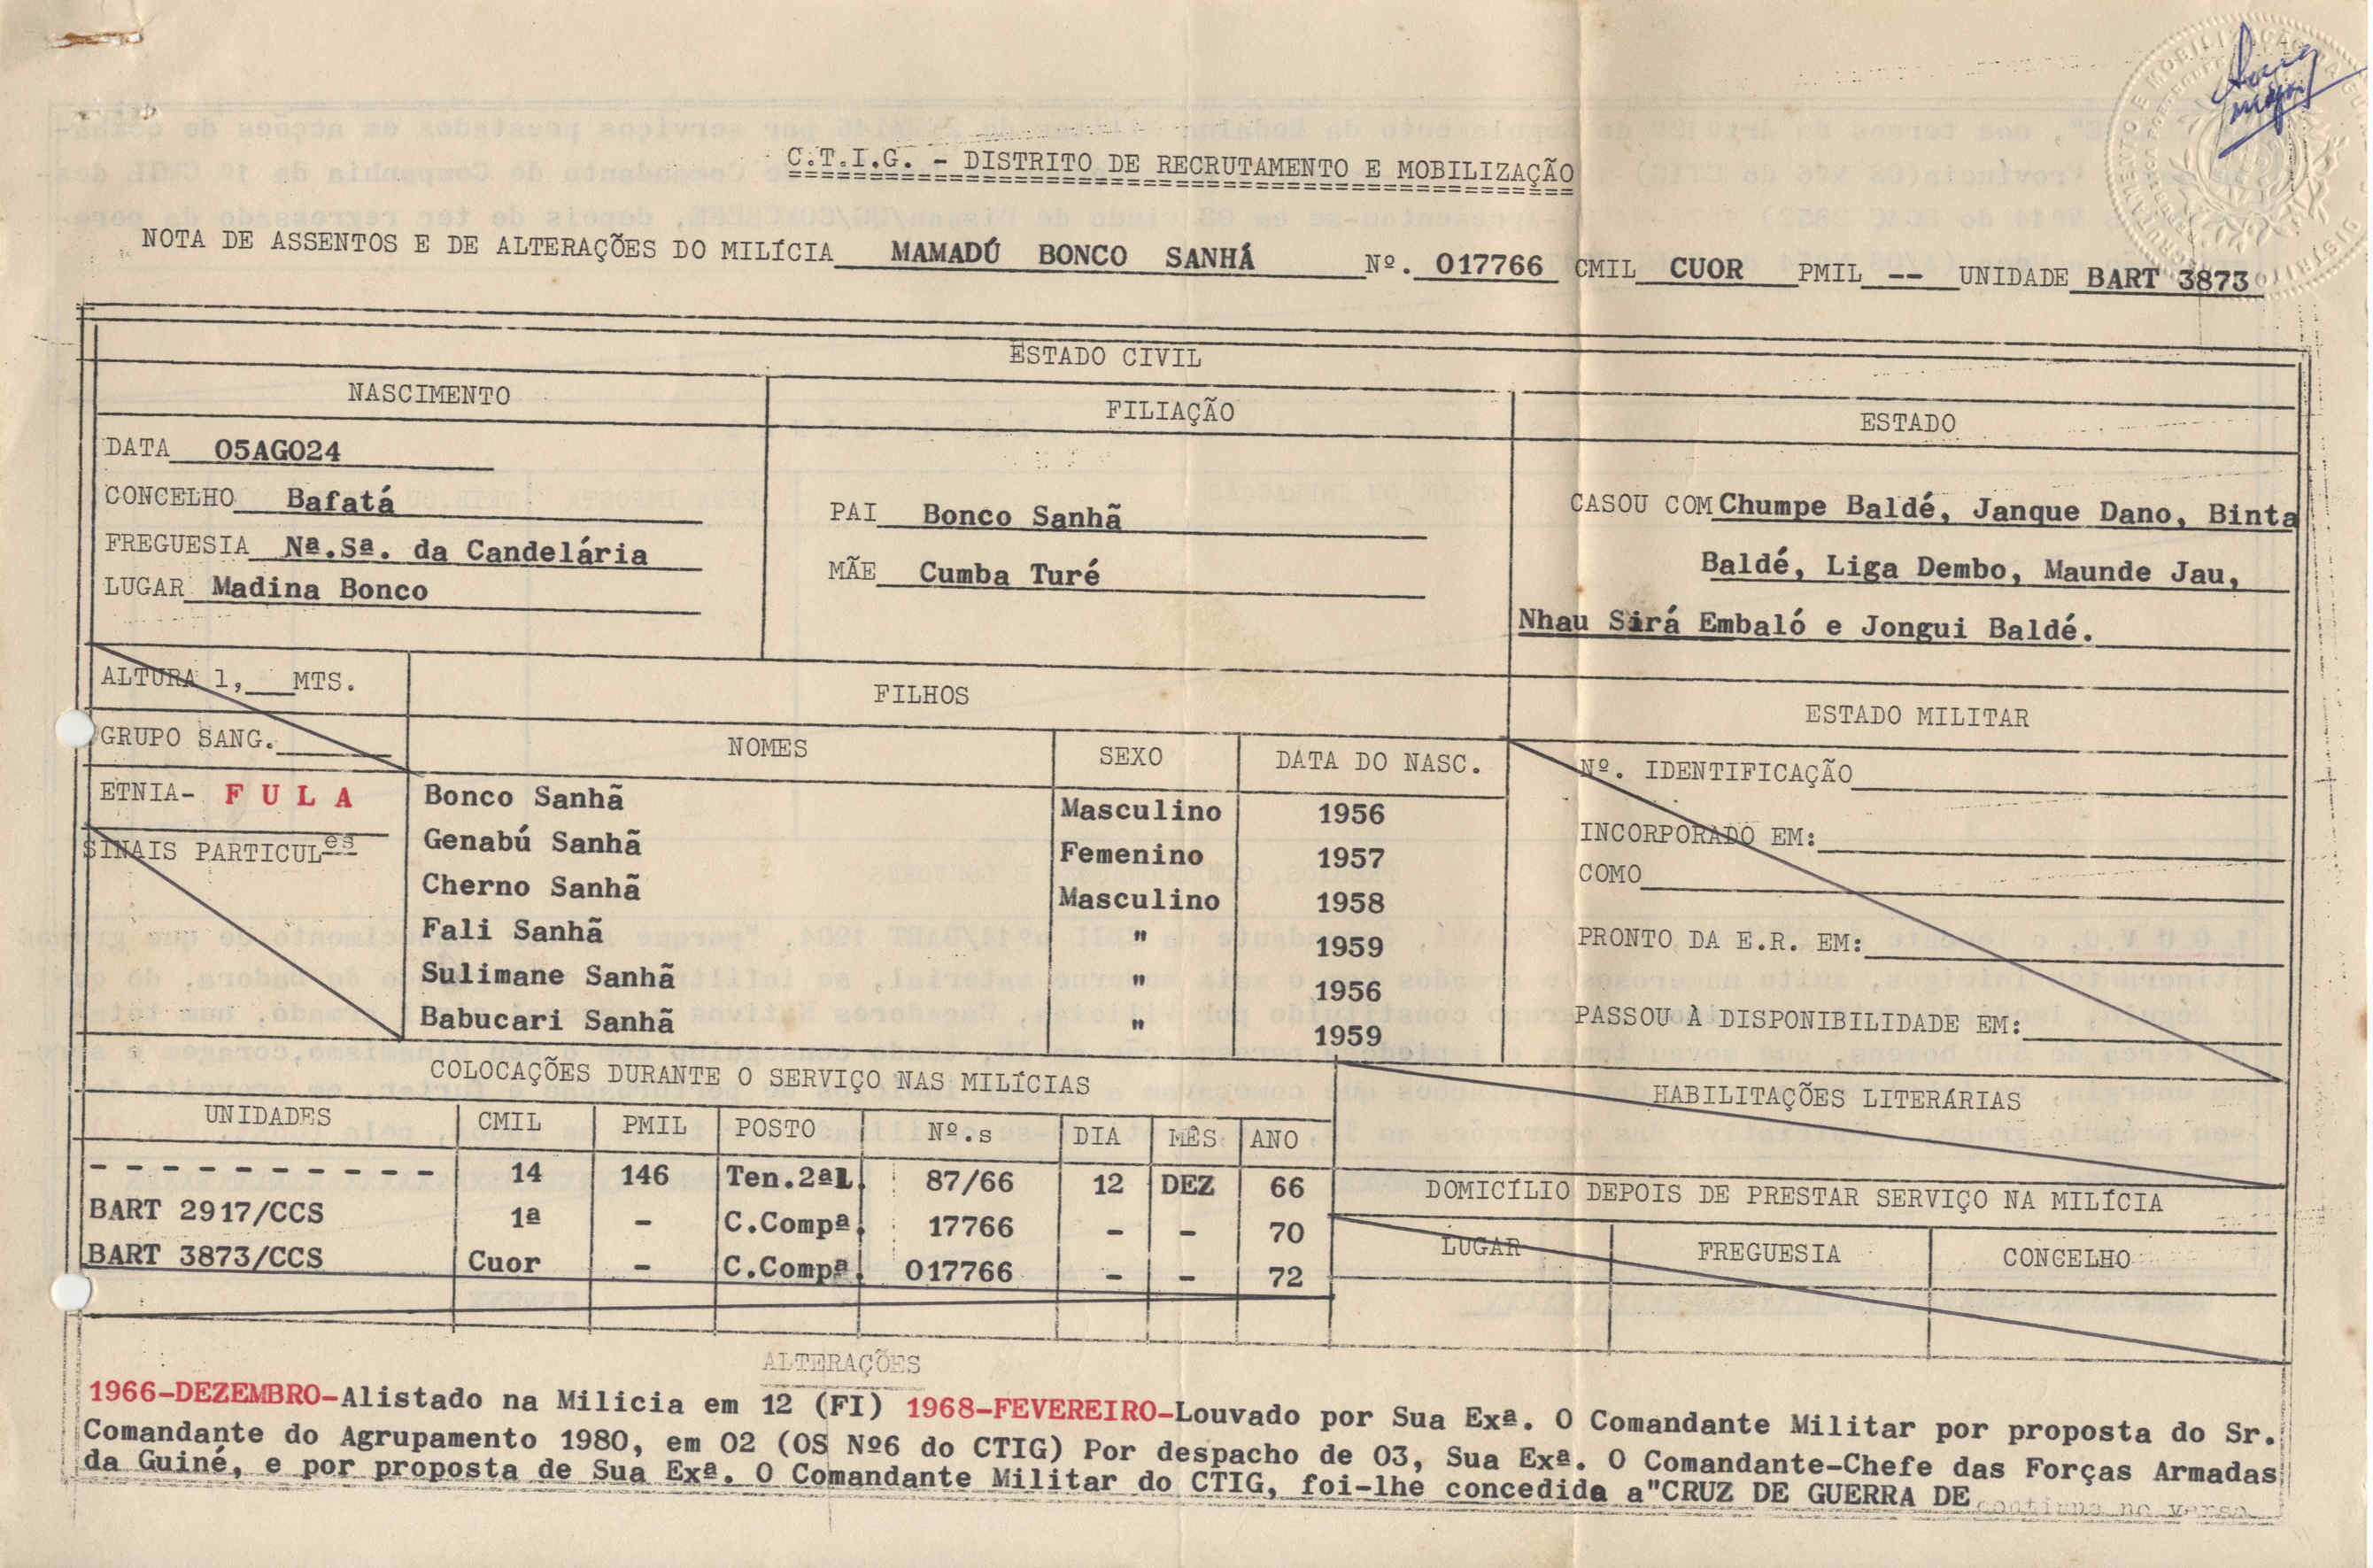 C.T.I.G. - DISTRITO DE RECRUTAMENTO E MOBILIZAÇÃO
NOTA DE ASSENTOS E DE ALTERAÇÕES DO MILÍCIA MAMADÚ BONCO SANHÁ Nº. 017766 CMIL CUOR PMIL -- UNIDADE BART 3873
ESTADO CIVIL
NASCIMENTO
FILIAÇÃO
ESTADO
DATA 05AGO24
CONCELHO Bafatá
FREGUESIA Nª.Sª. da Candelária
LUGAR Madina Bonco
PAI Bonco Sanhã
MÃE Cumba Turé
CASOU COM Chumpe Baldé, Janque Dano, Binta
Baldé, Liga Dembo, Maunde Jau,
Nhau Sirá Embaló e Jongui Baldé.
ALTURA 1,___MTS.
GRUPO SANG.
ETNIA- F U L A
SINAIS PARTICULes
FILHOS
NOMES SEXO DATA DO NASC.
Bonco Sanhã Masculino 1956
Genabú Sanhã Femenino 1957
Cherno Sanhã Masculino 1958
Fali Sanhã " 1959
Sulimane Sanhã " 1956
Babucari Sanhã " 1959
ESTADO MILITAR
Nº. IDENTIFICAÇÃO
INCORPORADO EM:
COMO
PRONTO DA E.R. EM:
PASSOU À DISPONIBILIDADE EM:
COLOCAÇÕES DURANTE O SERVIÇO NAS MILÍCIAS
UNIDADES CMIL PMIL POSTO Nº.s DIA MÊS ANO
- - - - - - - - - - - 14 146 Ten.2ªL. 87/66 12 DEZ 66
BART 2917/CCS 1ª - C.Compª. 17766 - - 70
BART 3873/CCS Cuor - C.Compª. 017766 - - 72
HABILITAÇÕES LITERÁRIAS
DOMICÍLIO DEPOIS DE PRESTAR SERVIÇO NA MILÍCIA
LUGAR FREGUESIA CONCELHO
ALTERAÇÕES
1966-DEZEMBRO-Alistado na Milicia em 12 (FI) 1968-FEVEREIRO-Louvado por Sua Exª. O Comandante Militar por proposta do Sr.
Comandante do Agrupamento 1980, em 02 (OS Nº6 do CTIG) Por despacho de 03, Sua Exª. O Comandante-Chefe das Forças Armadas
da Guiné, e por proposta de Sua Exª. O Comandante Militar do CTIG, foi-lhe concedida a"CRUZ DE GUERRA DE
continua no verso